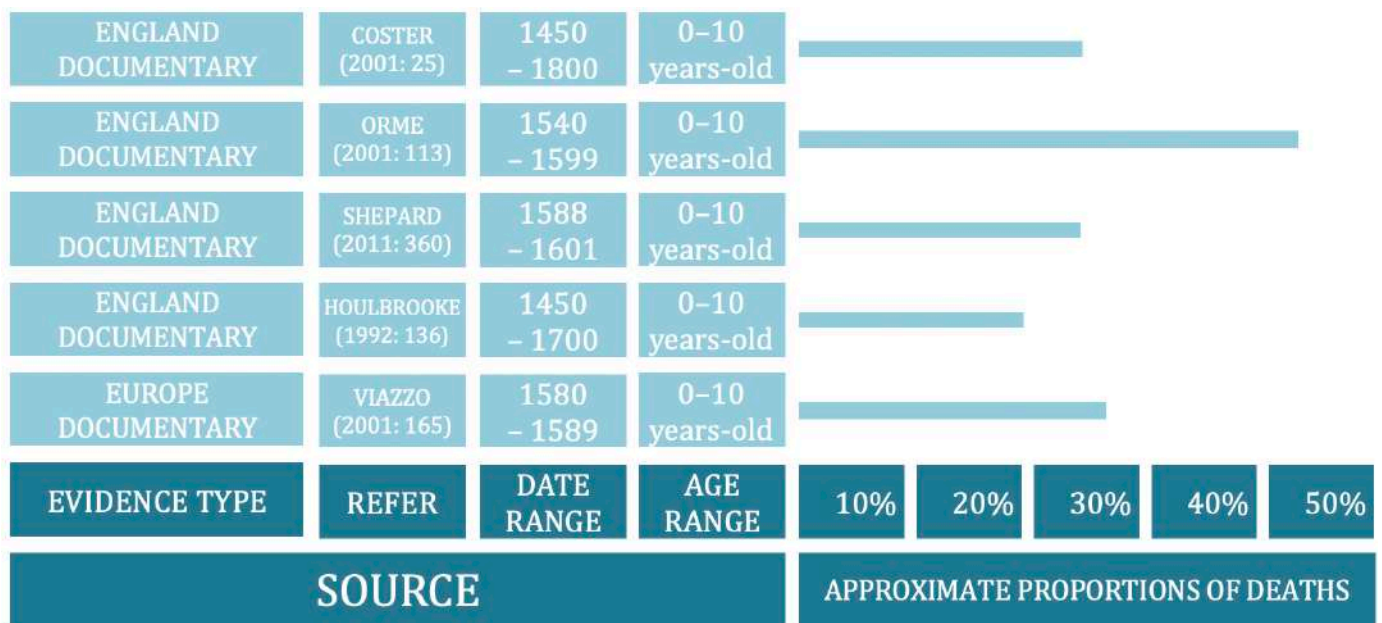 ENGLAND
DOCUMENTARY
COSTER
(2001: 25)
1450
– 1800
0–10
years-old
ENGLAND
DOCUMENTARY
ORME
(2001: 113)
1540
– 1599
0–10
years-old
ENGLAND
DOCUMENTARY
SHEPARD
(2011: 360)
1588
– 1601
0–10
years-old
ENGLAND
DOCUMENTARY
HOULBROOKE
(1992: 136)
1450
– 1700
0–10
years-old
EUROPE
DOCUMENTARY
VIAZZO
(2001: 165)
1580
– 1589
0–10
years-old
EVIDENCE TYPE
REFER
DATE
RANGE
AGE
RANGE
10%
20%
30%
40%
50%
SOURCE
APPROXIMATE PROPORTIONS OF DEATHS